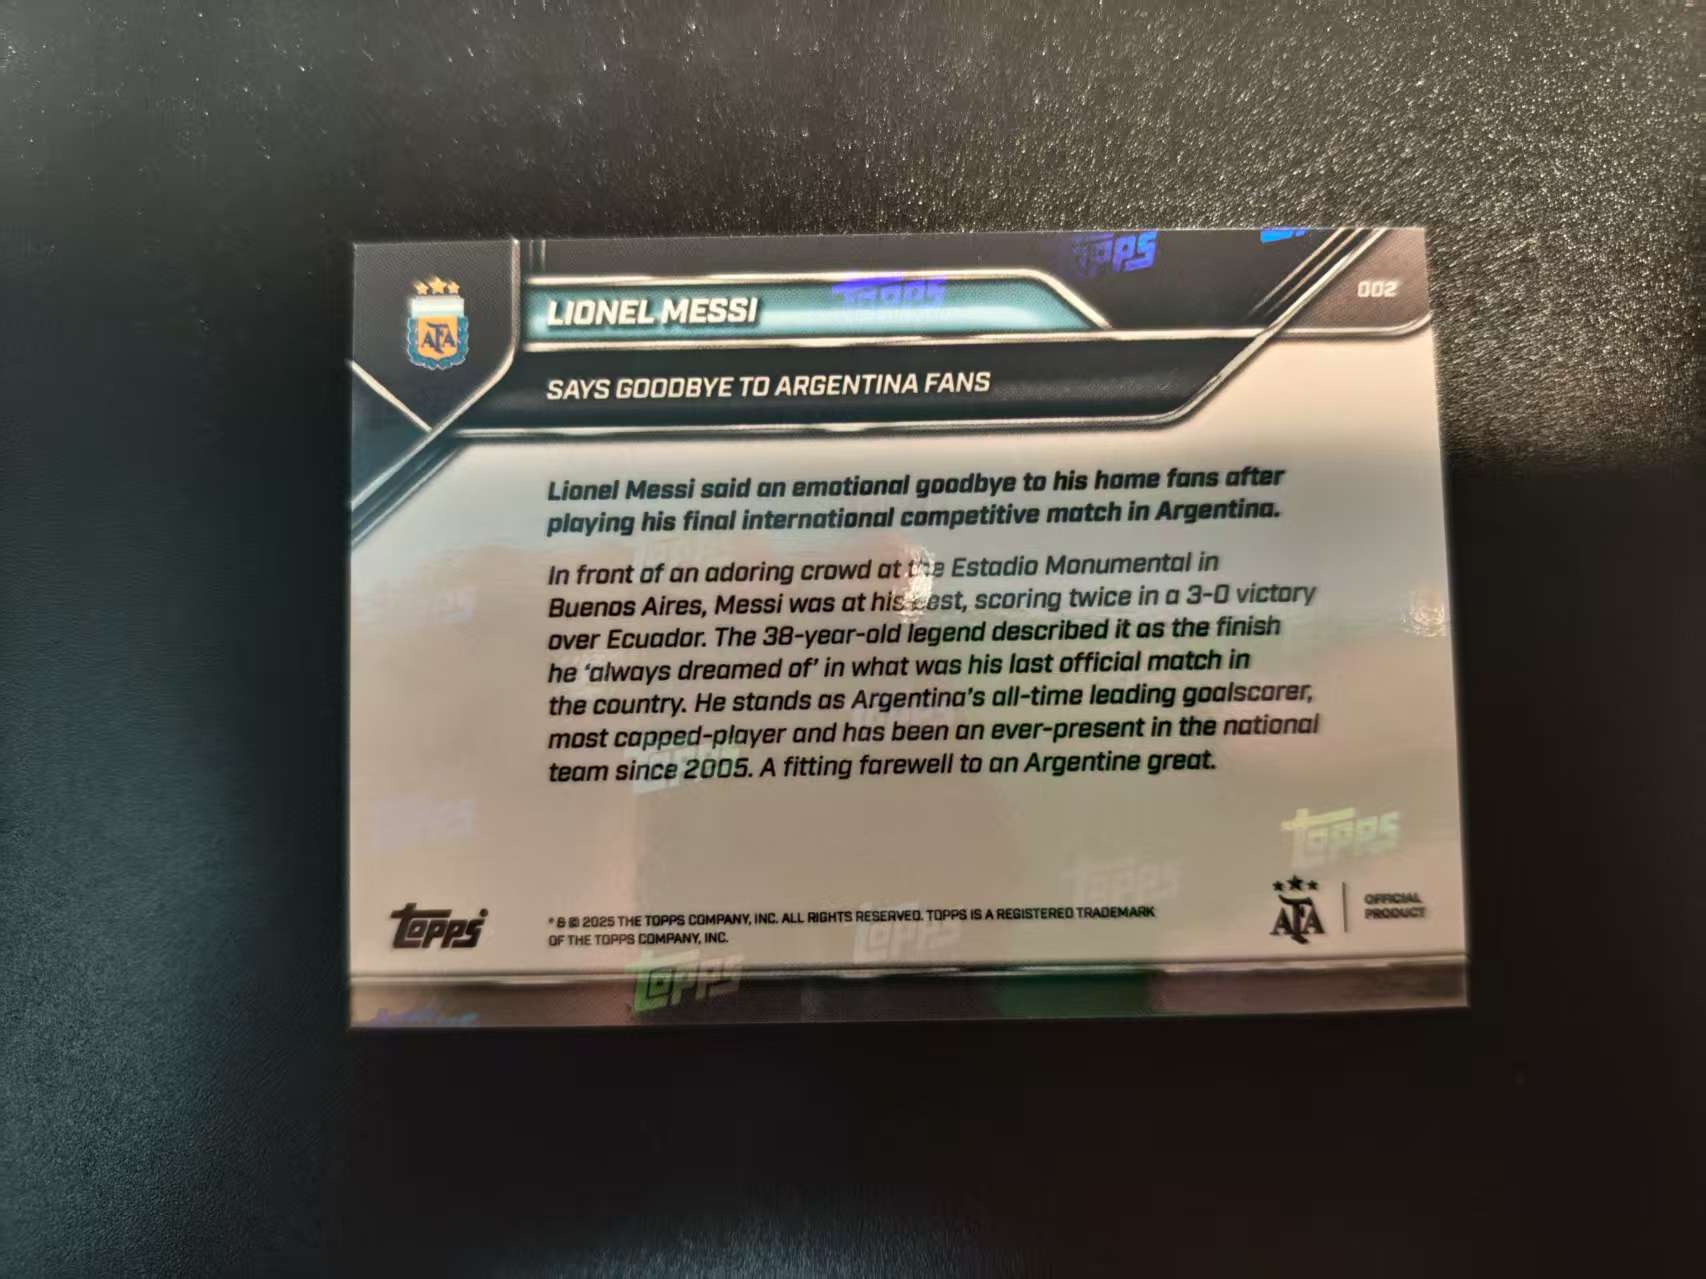 AFA
LIONEL MESSI
002
SAYS GOODBYE TO ARGENTINA FANS
Lionel Messi said an emotional goodbye to his home fans after
playing his final international competitive match in Argentina.
In front of an adoring crowd at the Estadio Monumental in
Buenos Aires, Messi was at his best, scoring twice in a 3-0 victory
over Ecuador. The 38-year-old legend described it as the finish
he ‘always dreamed of’ in what was his last official match in
the country. He stands as Argentina’s all-time leading goalscorer,
most capped-player and has been an ever-present in the national
team since 2005. A fitting farewell to an Argentine great.
Topps
® & © 2025 THE TOPPS COMPANY, INC. ALL RIGHTS RESERVED. TOPPS IS A REGISTERED TRADEMARK
OF THE TOPPS COMPANY, INC.
AFA
OFFICIAL
PRODUCT